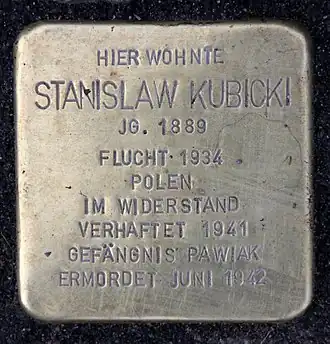 HIER WOHNTE
STANISLAW KUBICKI
JG. 1889
FLUCHT 1934
POLEN
IM WIDERSTAND
VERHAFTET 1941
GEFÄNGNIS PAWIAK
ERMORDET JUNI 1942